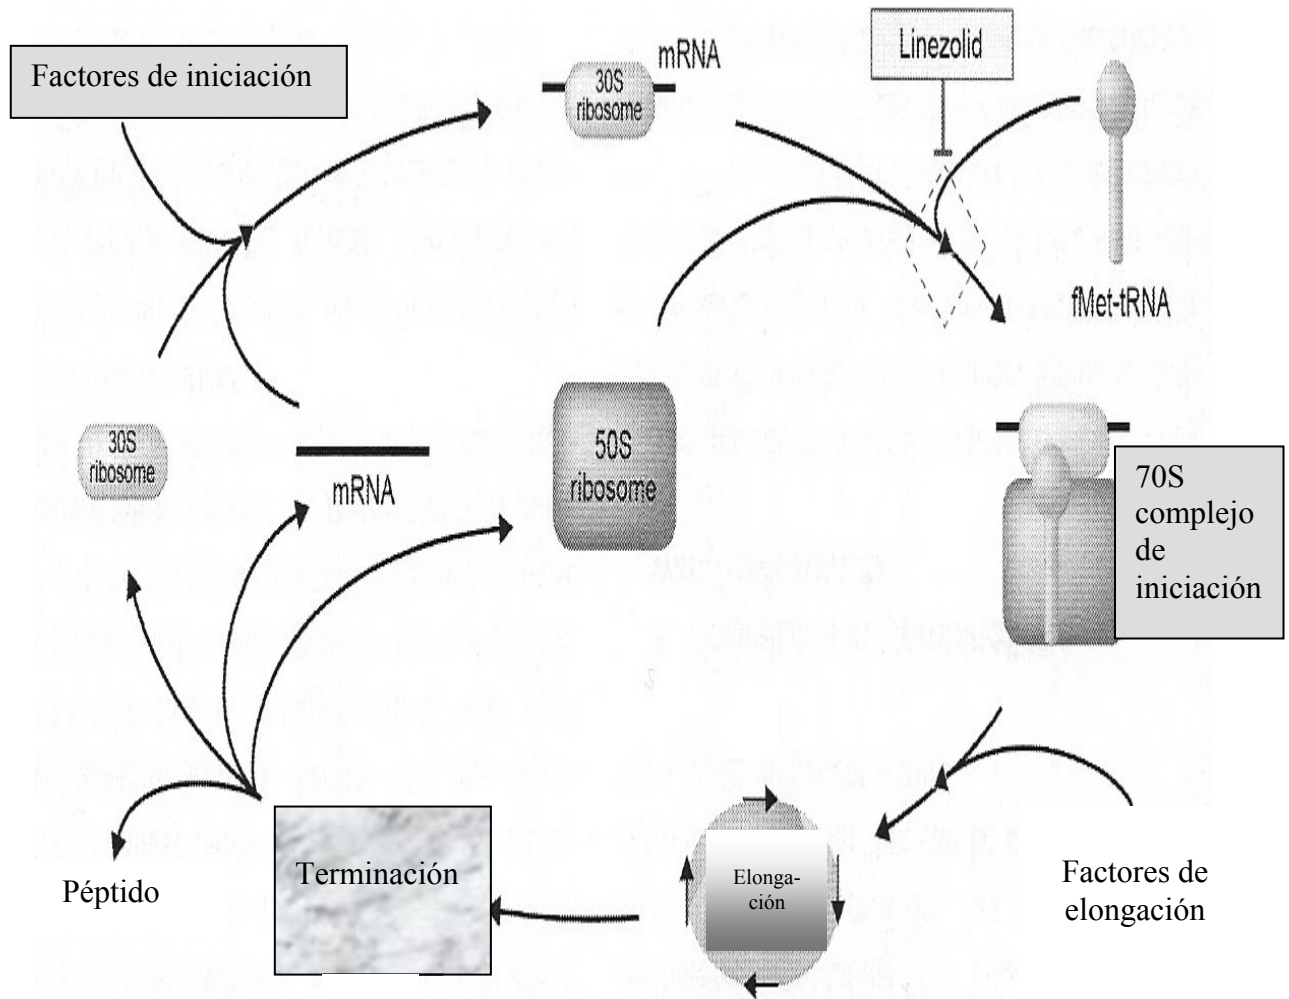 Factores de iniciación
mRNA
30S
ribosome
Linezolid
fMet-tRNA
30S
ribosome
mRNA
50S
ribosome
70S
complejo
de
iniciación
Péptido
Terminación
Elonga-
ción
Factores de
elongación